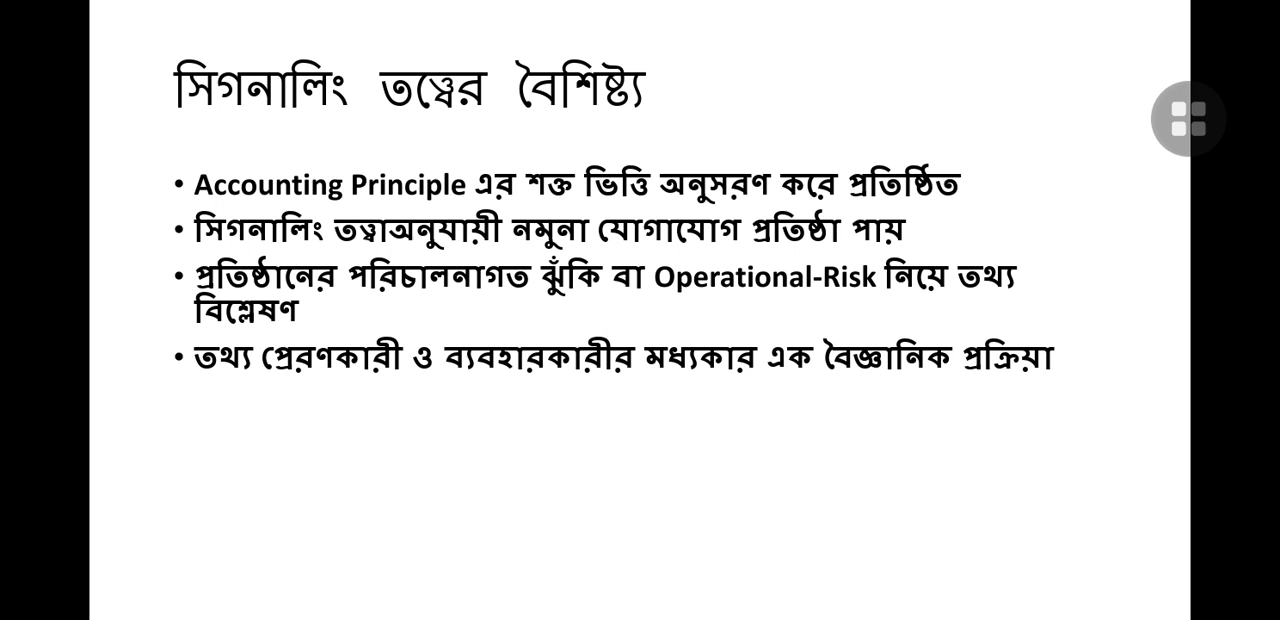 সিগনালিং তত্ত্বের বৈশিষ্ট্য
• Accounting Principle এর শক্ত ভিত্তি অনুসরণ করে প্রতিষ্ঠিত
• সিগনালিং তত্ত্বাঅনুযায়ী নমুনা যোগাযোগ প্রতিষ্ঠা পায়
• প্রতিষ্ঠানের পরিচালনাগত ঝুঁকি বা Operational-Risk নিয়ে তথ্য
বিশ্লেষণ
• তথ্য প্রেরণকারী ও ব্যবহারকারীর মধ্যকার এক বৈজ্ঞানিক প্রক্রিয়া